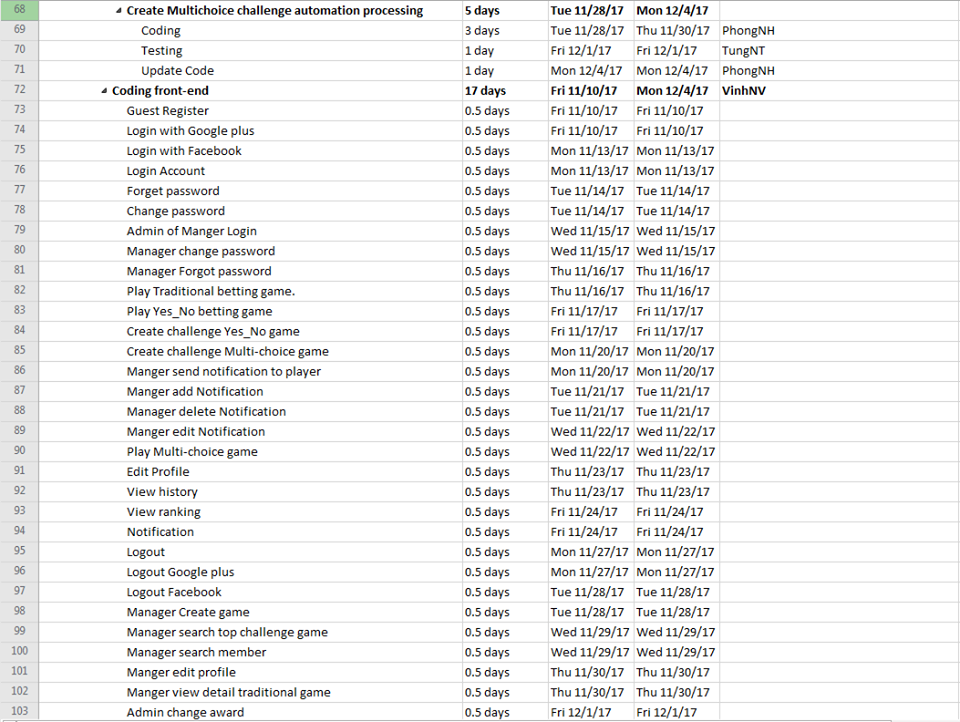 68 Create Multichoice challenge automation processing 5 days Tue 11/28/17 Mon 12/4/17
69 Coding 3 days Tue 11/28/17 Thu 11/30/17 PhongNH
70 Testing 1 day Fri 12/1/17 Fri 12/1/17 TungNT
71 Update Code 1 day Mon 12/4/17 Mon 12/4/17 PhongNH
72 Coding front-end 17 days Fri 11/10/17 Mon 12/4/17 VinhNV
73 Guest Register 0.5 days Fri 11/10/17 Fri 11/10/17
74 Login with Google plus 0.5 days Fri 11/10/17 Fri 11/10/17
75 Login with Facebook 0.5 days Mon 11/13/17 Mon 11/13/17
76 Login Account 0.5 days Mon 11/13/17 Mon 11/13/17
77 Forget password 0.5 days Tue 11/14/17 Tue 11/14/17
78 Change password 0.5 days Tue 11/14/17 Tue 11/14/17
79 Admin of Manger Login 0.5 days Wed 11/15/17 Wed 11/15/17
80 Manager change password 0.5 days Wed 11/15/17 Wed 11/15/17
81 Manager Forgot password 0.5 days Thu 11/16/17 Thu 11/16/17
82 Play Traditional betting game. 0.5 days Thu 11/16/17 Thu 11/16/17
83 Play Yes_No betting game 0.5 days Fri 11/17/17 Fri 11/17/17
84 Create challenge Yes_No game 0.5 days Fri 11/17/17 Fri 11/17/17
85 Create challenge Multi-choice game 0.5 days Mon 11/20/17 Mon 11/20/17
86 Manger send notification to player 0.5 days Mon 11/20/17 Mon 11/20/17
87 Manger add Notification 0.5 days Tue 11/21/17 Tue 11/21/17
88 Manager delete Notification 0.5 days Tue 11/21/17 Tue 11/21/17
89 Manger edit Notification 0.5 days Wed 11/22/17 Wed 11/22/17
90 Play Multi-choice game 0.5 days Wed 11/22/17 Wed 11/22/17
91 Edit Profile 0.5 days Thu 11/23/17 Thu 11/23/17
92 View history 0.5 days Thu 11/23/17 Thu 11/23/17
93 View ranking 0.5 days Fri 11/24/17 Fri 11/24/17
94 Notification 0.5 days Fri 11/24/17 Fri 11/24/17
95 Logout 0.5 days Mon 11/27/17 Mon 11/27/17
96 Logout Google plus 0.5 days Mon 11/27/17 Mon 11/27/17
97 Logout Facebook 0.5 days Tue 11/28/17 Tue 11/28/17
98 Manager Create game 0.5 days Tue 11/28/17 Tue 11/28/17
99 Manager search top challenge game 0.5 days Wed 11/29/17 Wed 11/29/17
100 Manager search member 0.5 days Wed 11/29/17 Wed 11/29/17
101 Manger edit profile 0.5 days Thu 11/30/17 Thu 11/30/17
102 Manger view detail traditional game 0.5 days Thu 11/30/17 Thu 11/30/17
103 Admin change award 0.5 days Fri 12/1/17 Fri 12/1/17